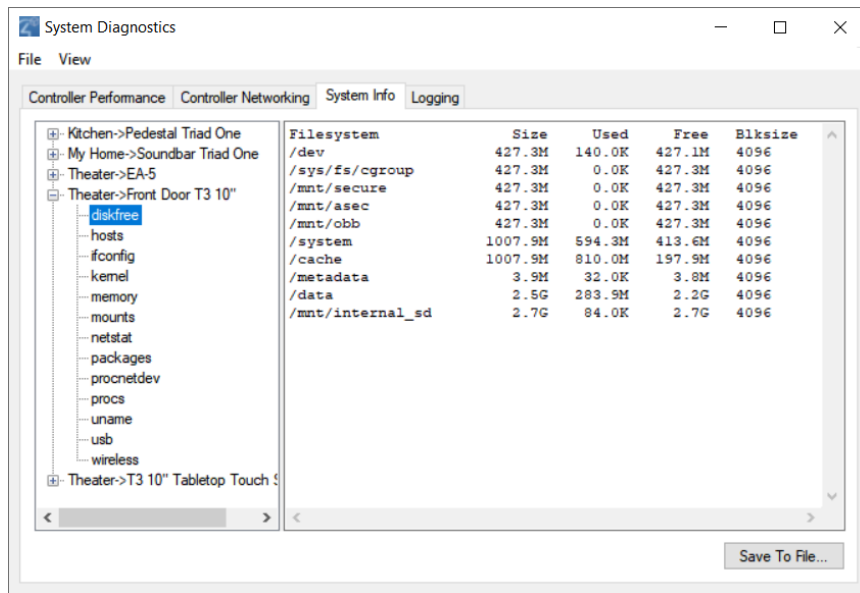 System Diagnostics
File View
Controller Performance Controller Networking System Info Logging
Kitchen->Pedestal Triad One
My Home->Soundbar Triad One
Theater->EA-5
Theater->Front Door T3 10"
diskfree
hosts
ifconfig
kernel
memory
mounts
netstat
packages
procnetdev
procs
uname
usb
wireless
Theater->T3 10" Tabletop Touch S
Filesystem Size Used Free Blksize
/dev 427.3M 140.0K 427.1M 4096
/sys/fs/cgroup 427.3M 0.0K 427.3M 4096
/mnt/secure 427.3M 0.0K 427.3M 4096
/mnt/asec 427.3M 0.0K 427.3M 4096
/mnt/obb 427.3M 0.0K 427.3M 4096
/system 1007.9M 594.3M 413.6M 4096
/cache 1007.9M 810.0M 197.9M 4096
/metadata 3.9M 32.0K 3.8M 4096
/data 2.5G 283.9M 2.2G 4096
/mnt/internal_sd 2.7G 84.0K 2.7G 4096
Save To File...